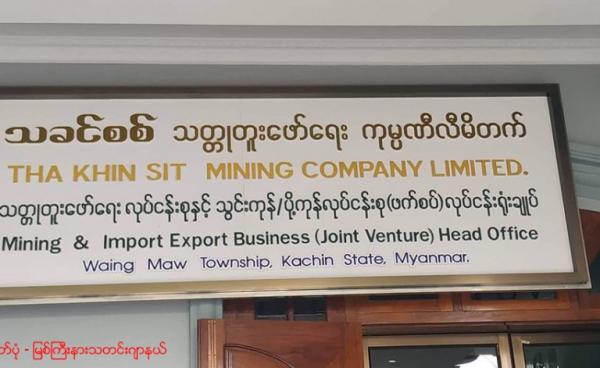 သခင်စစ် သတ္တုတူးဖော်ရေး ကုမ္ပဏီလီမိတက်
THA KHIN SIT MINING COMPANY LIMITED.
သတ္တုတူးဖော်ရေး လုပ်ငန်းစုနှင့် သွင်းကုန်/ပို့ကုန်လုပ်ငန်းစု(ဖက်စပ်)လုပ်ငန်းရုံးချုပ်
Mining & Import Export Business (Joint Venture) Head Office
Waing Maw Township, Kachin State, Myanmar.
- မြစ်ကြီးနားသတင်းဂျာနယ်